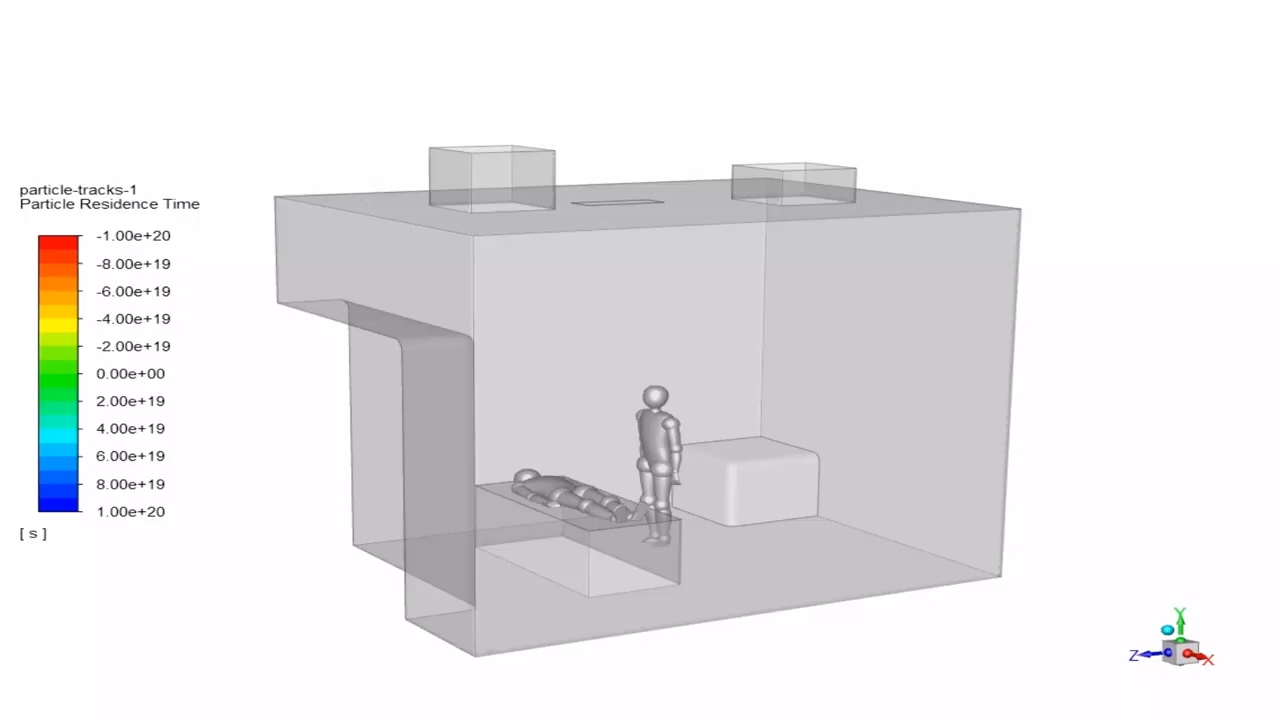 particle-tracks-1
Particle Residence Time
-1.00e+20
-8.00e+19
-6.00e+19
-4.00e+19
-2.00e+19
0.00e+00
2.00e+19
4.00e+19
6.00e+19
8.00e+19
1.00e+20
[ s ]
Y
Z
X